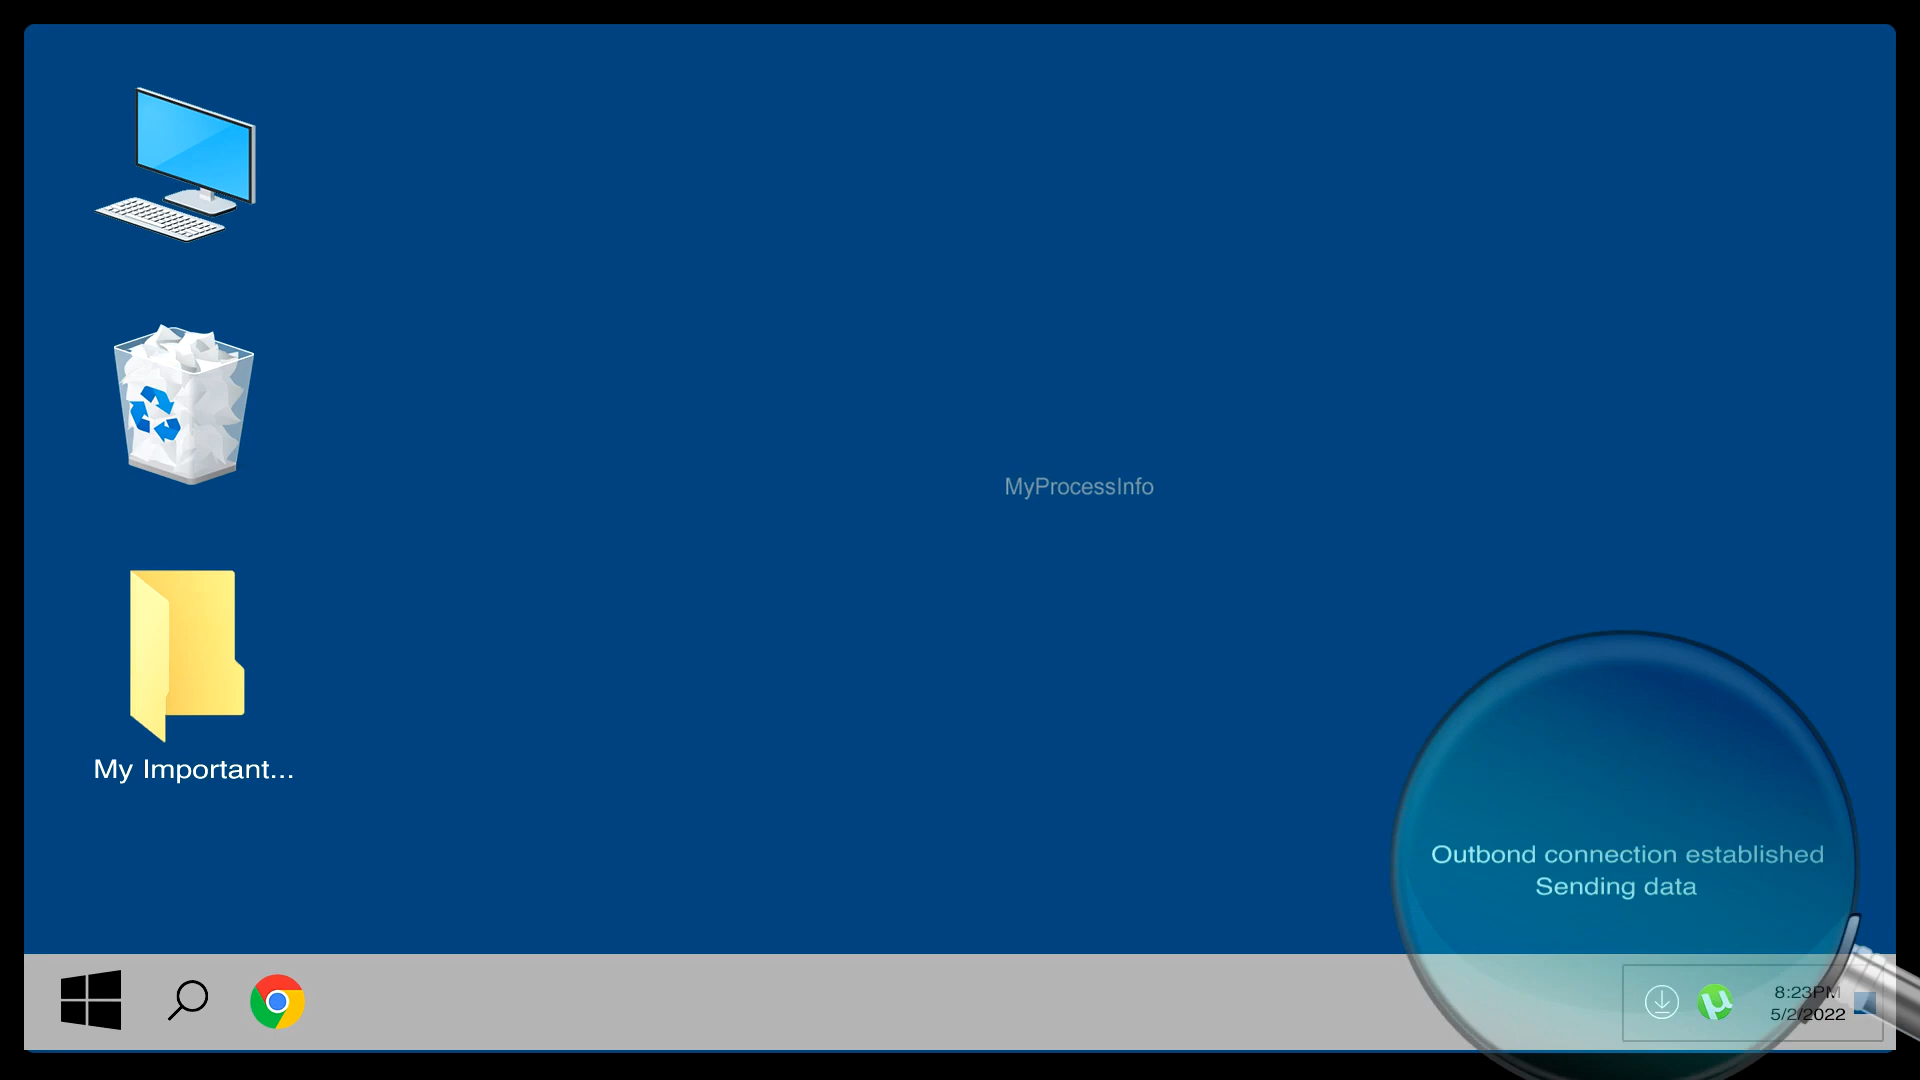 MyProcessInfo
My Important...
Outbond connection established
Sending data
8:23PM
5/2/2022